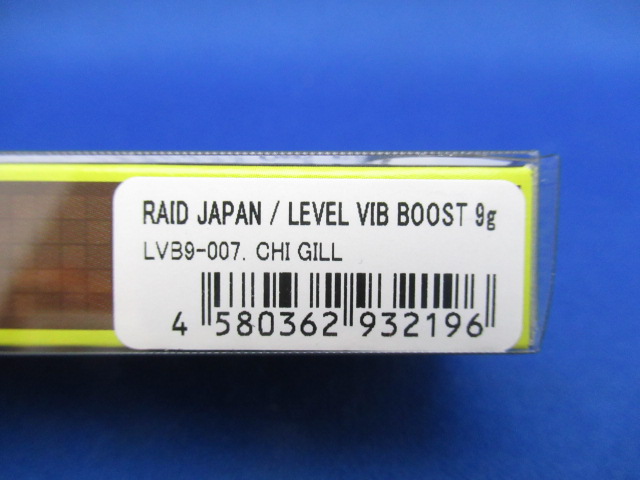 RAID JAPAN / LEVEL VIB BOOST 9g
LVB9-007. CHI GILL
4 580362 932196